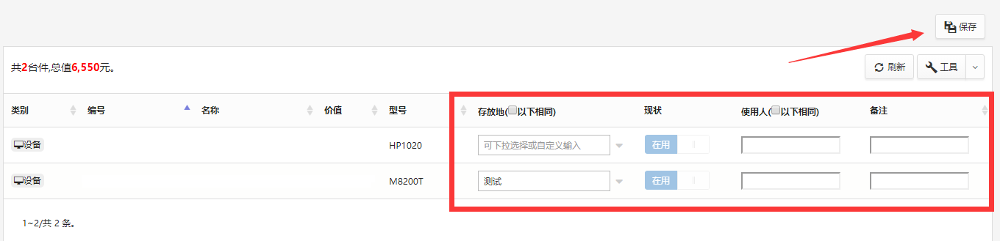 保存
共2台件,总值6,550元。
刷新 工具
类别 编号 名称 价值 型号 存放地(以下相同) 现状 使用人(以下相同) 备注
设备 HP1020 可下拉选择或自定义输入 在用
设备 M8200T 测试 在用
1~2/共 2 条。